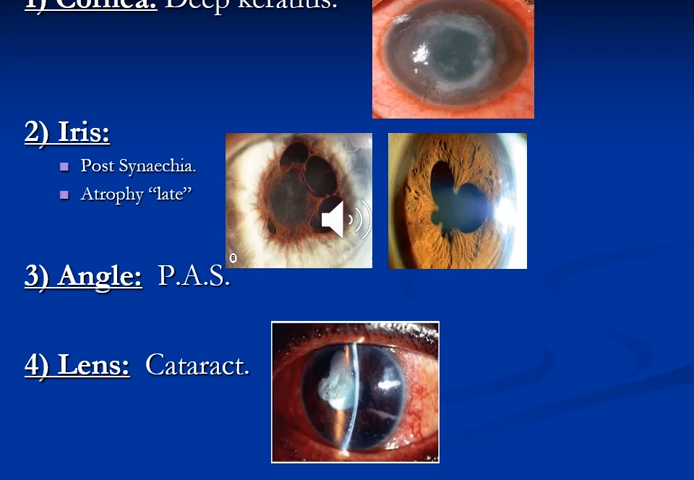 1) Cornea: Deep keratitis.
2) Iris:
Post Synaechia.
Atrophy “late”
3) Angle: P.A.S.
4) Lens: Cataract.